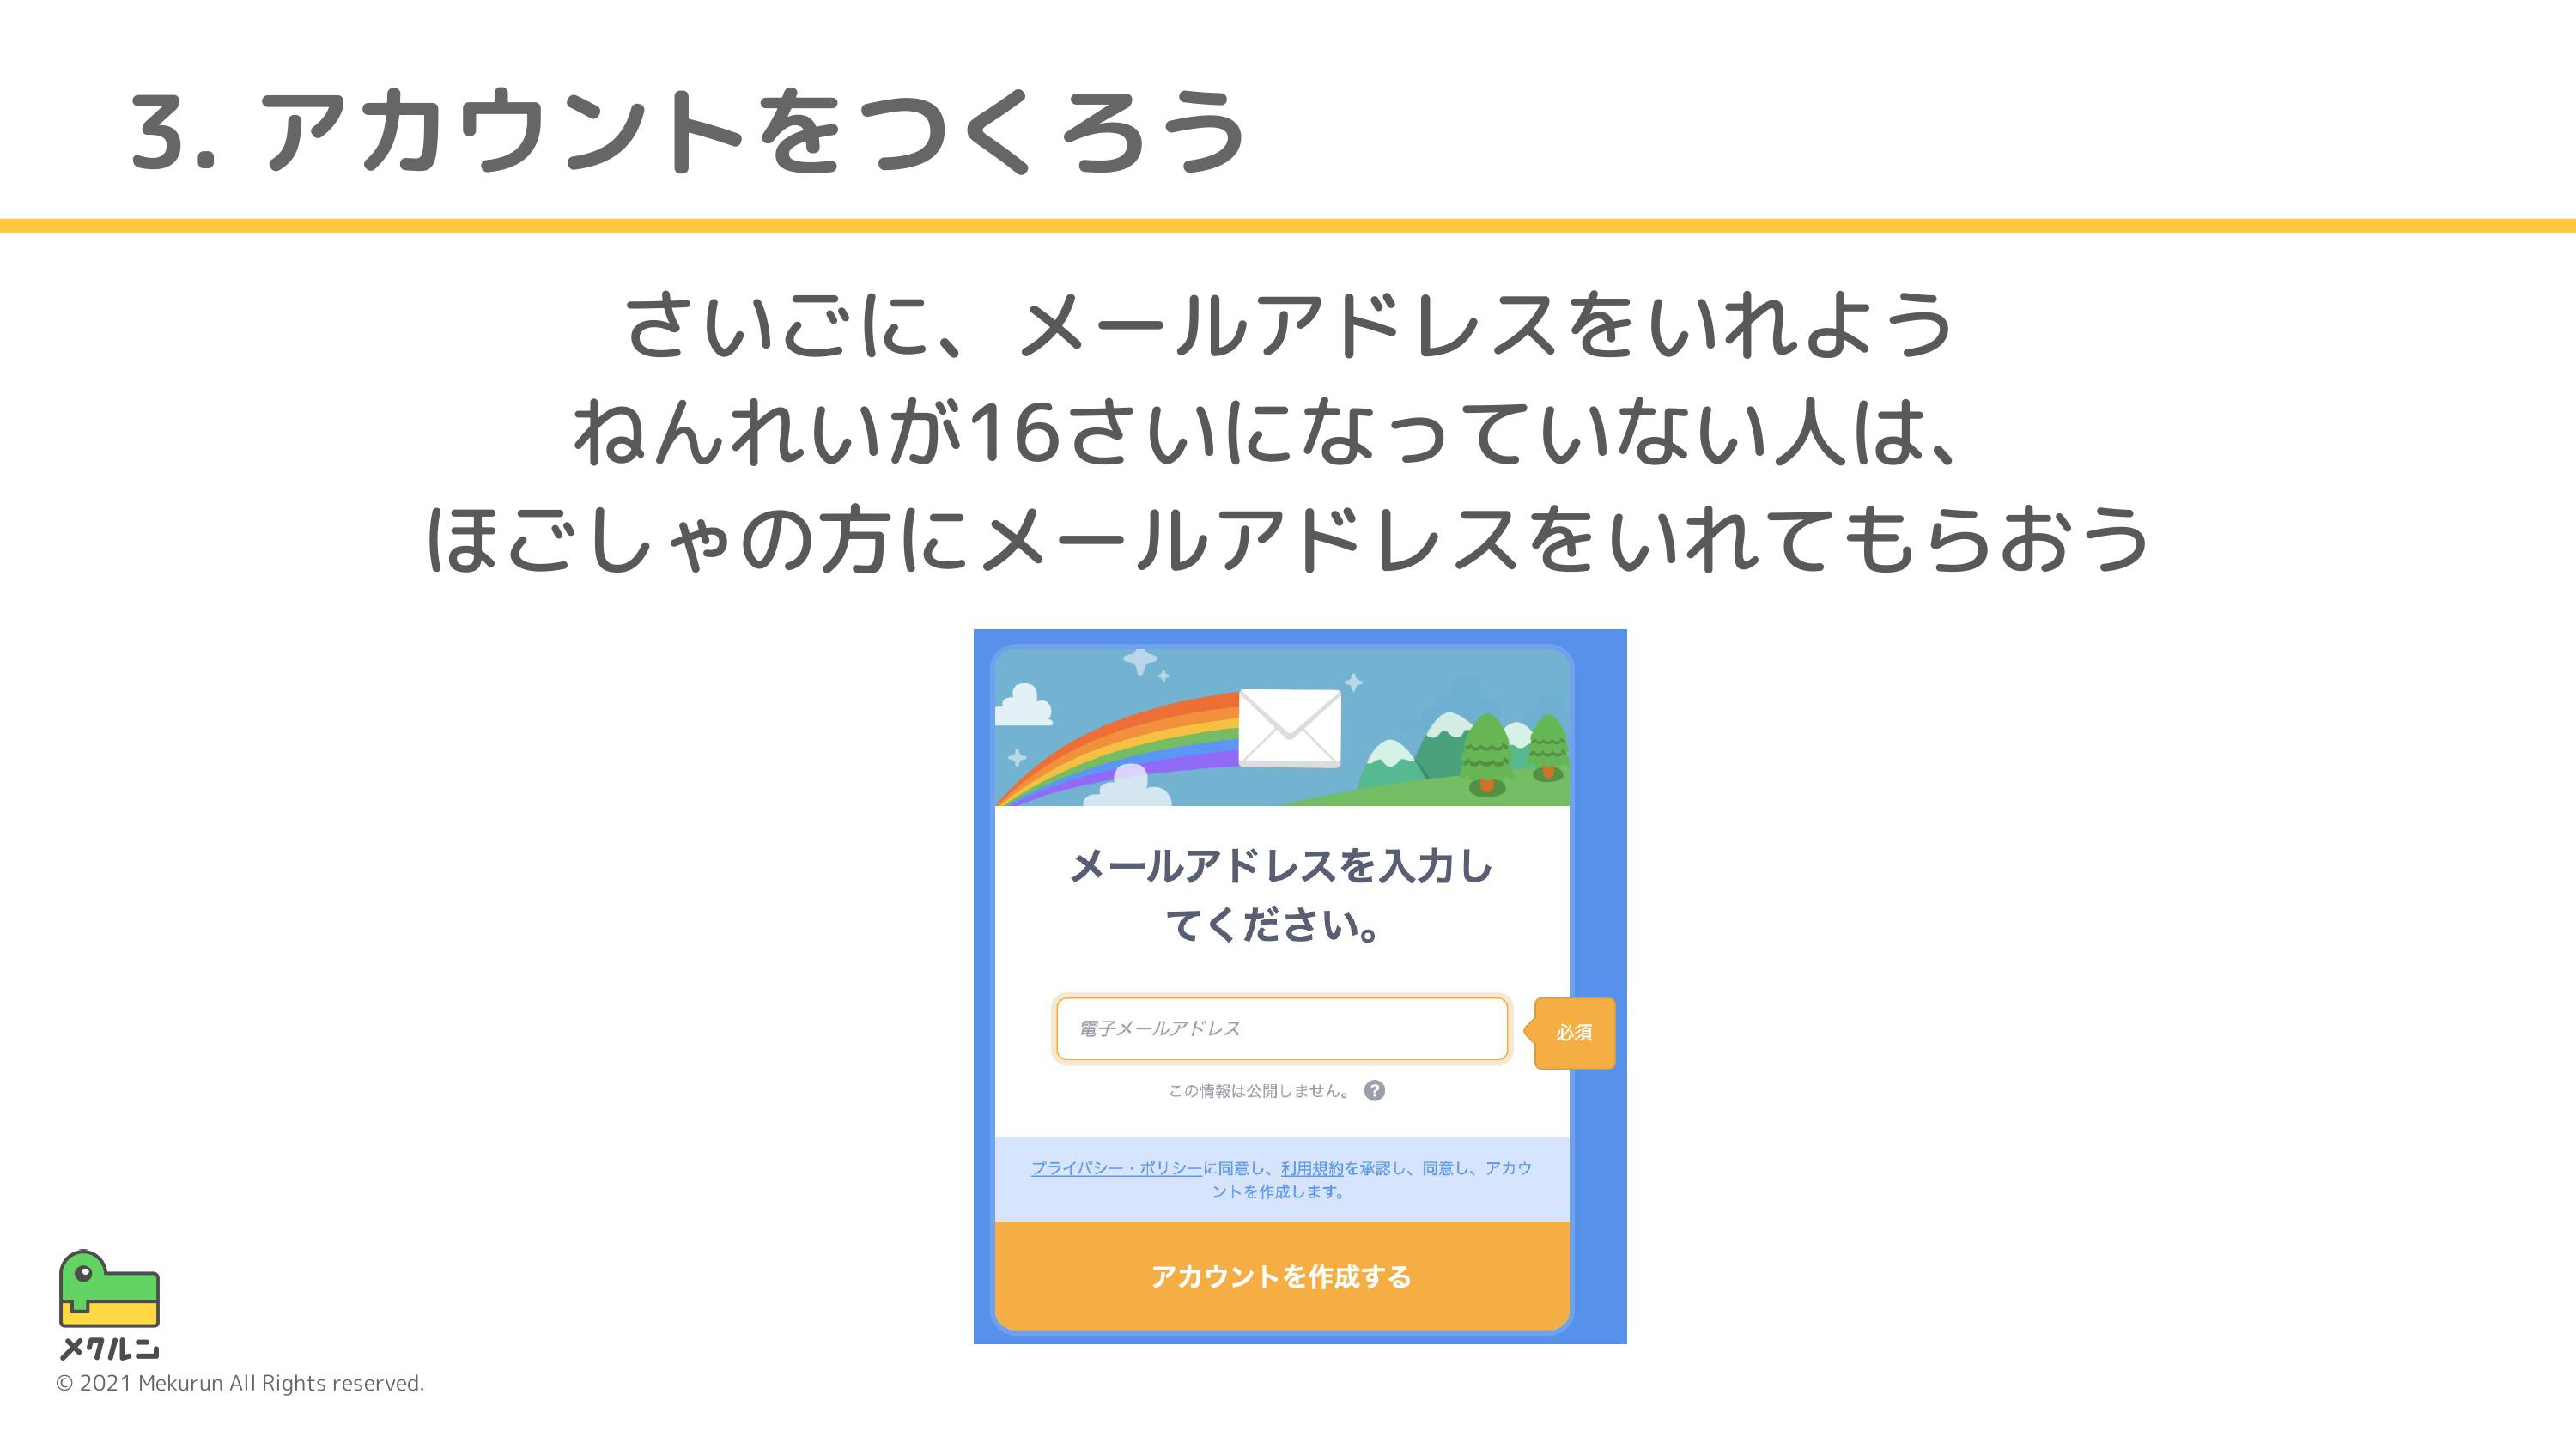 3. アカウントをつくろう
さいごに、メールアドレスをいれよう
ねんれいが16さいになっていない人は、
ほごしゃの方にメールアドレスをいれてもらおう
メールアドレスを入力し
てください。
電子メールアドレス
必須
この情報は公開しません。 ?
プライバシー・ポリシーに同意し、利用規約を承認し、同意し、アカウ
ントを作成します。
アカウントを作成する
メクルン
© 2021 Mekurun All Rights reserved.